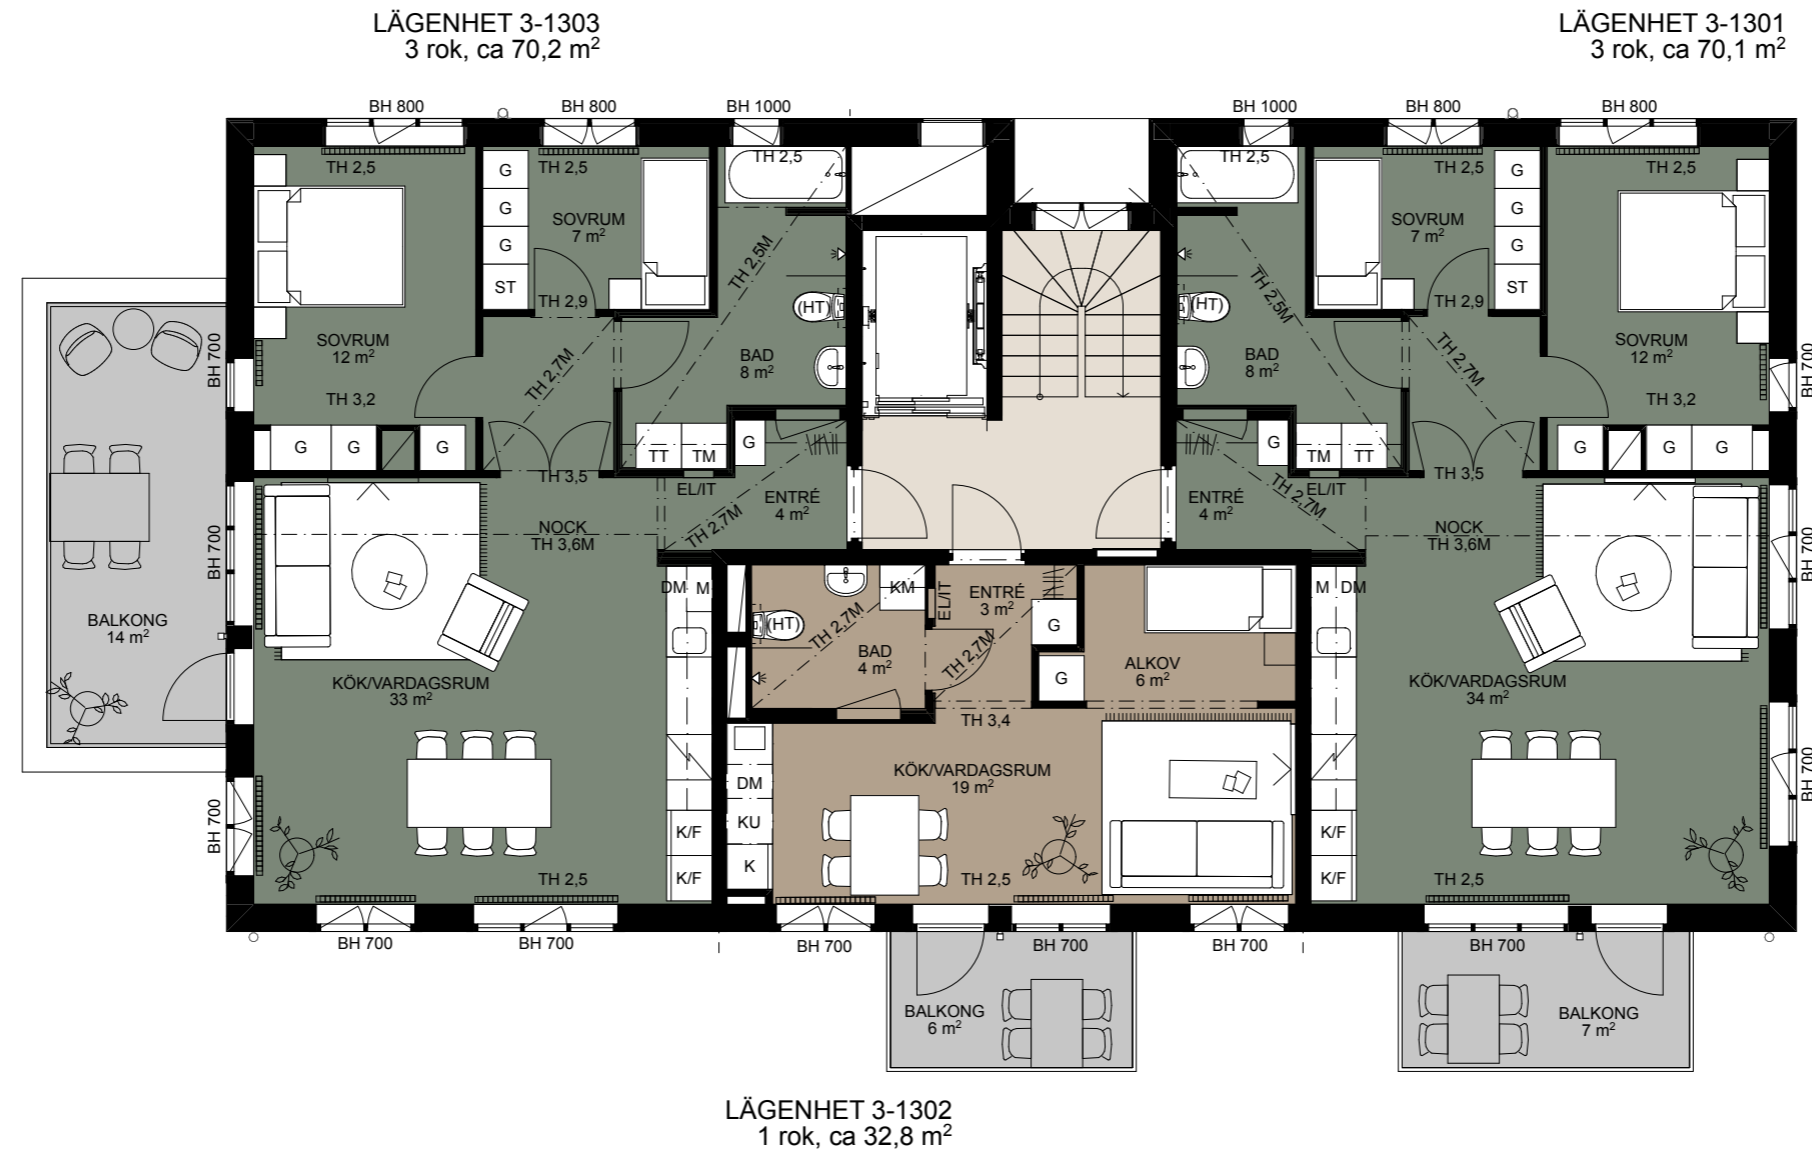 LÄGENHET 3-1303
3 rok, ca 70,2 m²
LÄGENHET 3-1301
3 rok, ca 70,1 m²
BH 800
BH 800
BH 1000
BH 1000
BH 800
BH 800
TH 2,5
G
G
G
ST
TH 2,5
SOVRUM
7 m²
TH 2,9
TH 2,5
TH 2,5M
(HT)
BAD
8 m²
SOVRUM
12 m²
TH 3,2
G
G
G
TH 2,7M
TH 3,5
TT
TM
G
EL/IT
ENTRÉ
4 m²
TH 2,7M
NOCK
TH 3,6M
BH 700
BH 700
BH 700
BALKONG
14 m²
KÖK/VARDAGSRUM
33 m²
DM
M
K/F
K/F
TH 2,5
BH 700
BH 700
TH 2,5
TH 2,5M
(HT)
BAD
8 m²
TH 2,5
SOVRUM
7 m²
TH 2,9
G
G
G
ST
TH 2,5
SOVRUM
12 m²
TH 3,2
G
G
G
TH 2,7M
TH 3,5
G
TM
TT
EL/IT
ENTRÉ
4 m²
TH 2,7M
NOCK
TH 3,6M
BH 700
BH 700
BH 700
M
DM
KÖK/VARDAGSRUM
34 m²
K/F
K/F
TH 2,5
BH 700
BALKONG
7 m²
KM
(HT)
TH 2,7M
BAD
4 m²
EL/IT
ENTRÉ
3 m²
G
TH 2,7M
G
ALKOV
6 m²
TH 3,4
KÖK/VARDAGSRUM
19 m²
DM
KU
K
TH 2,5
BH 700
BH 700
BH 700
BALKONG
6 m²
LÄGENHET 3-1302
1 rok, ca 32,8 m²